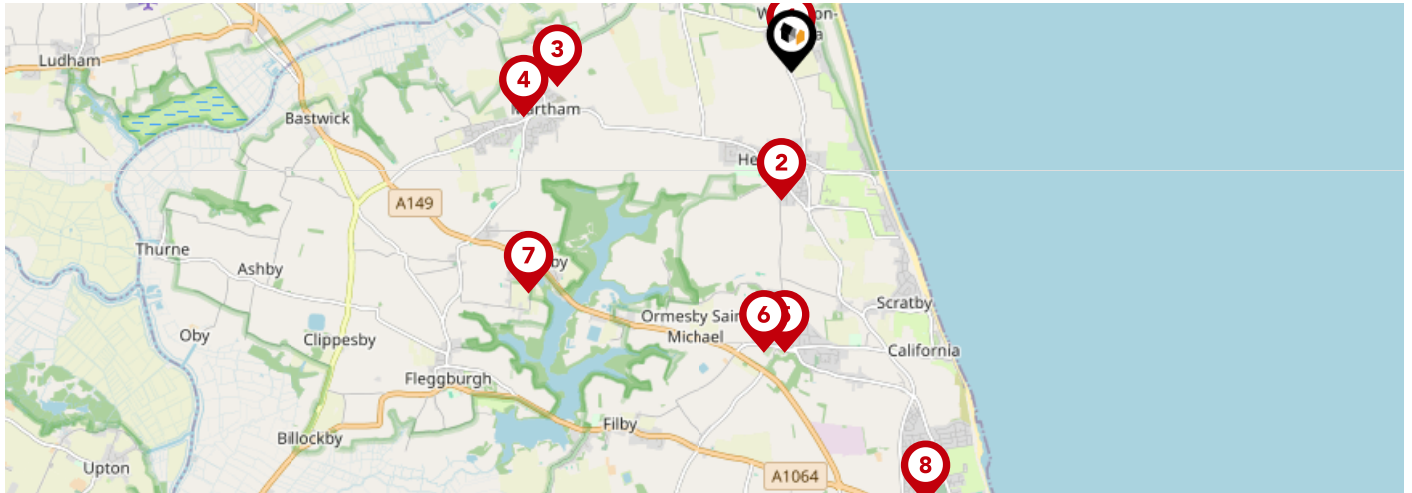 Ludham
3
4
Martham
Bastwick
2
A149
Thurne
Ashby
7
Oby
Clippesby
Ormesby Sain
Michael
6
Scratby
California
Fleggburgh
Filby
Billockby
Upton
A1064
8